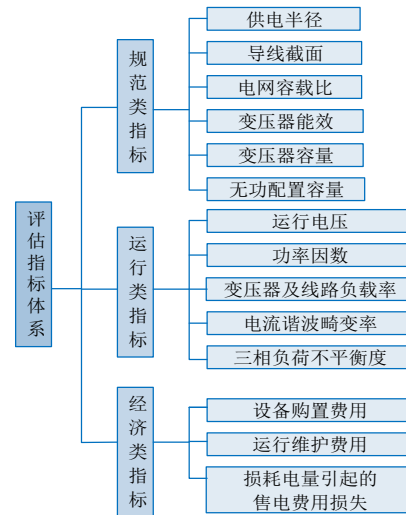 评估指标体系
规范类指标
供电半径
导线截面
电网容载比
变压器能效
变压器容量
无功配置容量
运行类指标
运行电压
功率因数
变压器及线路负载率
电流谐波畸变率
三相负荷不平衡度
经济类指标
设备购置费用
运行维护费用
损耗电量引起的
售电费用损失